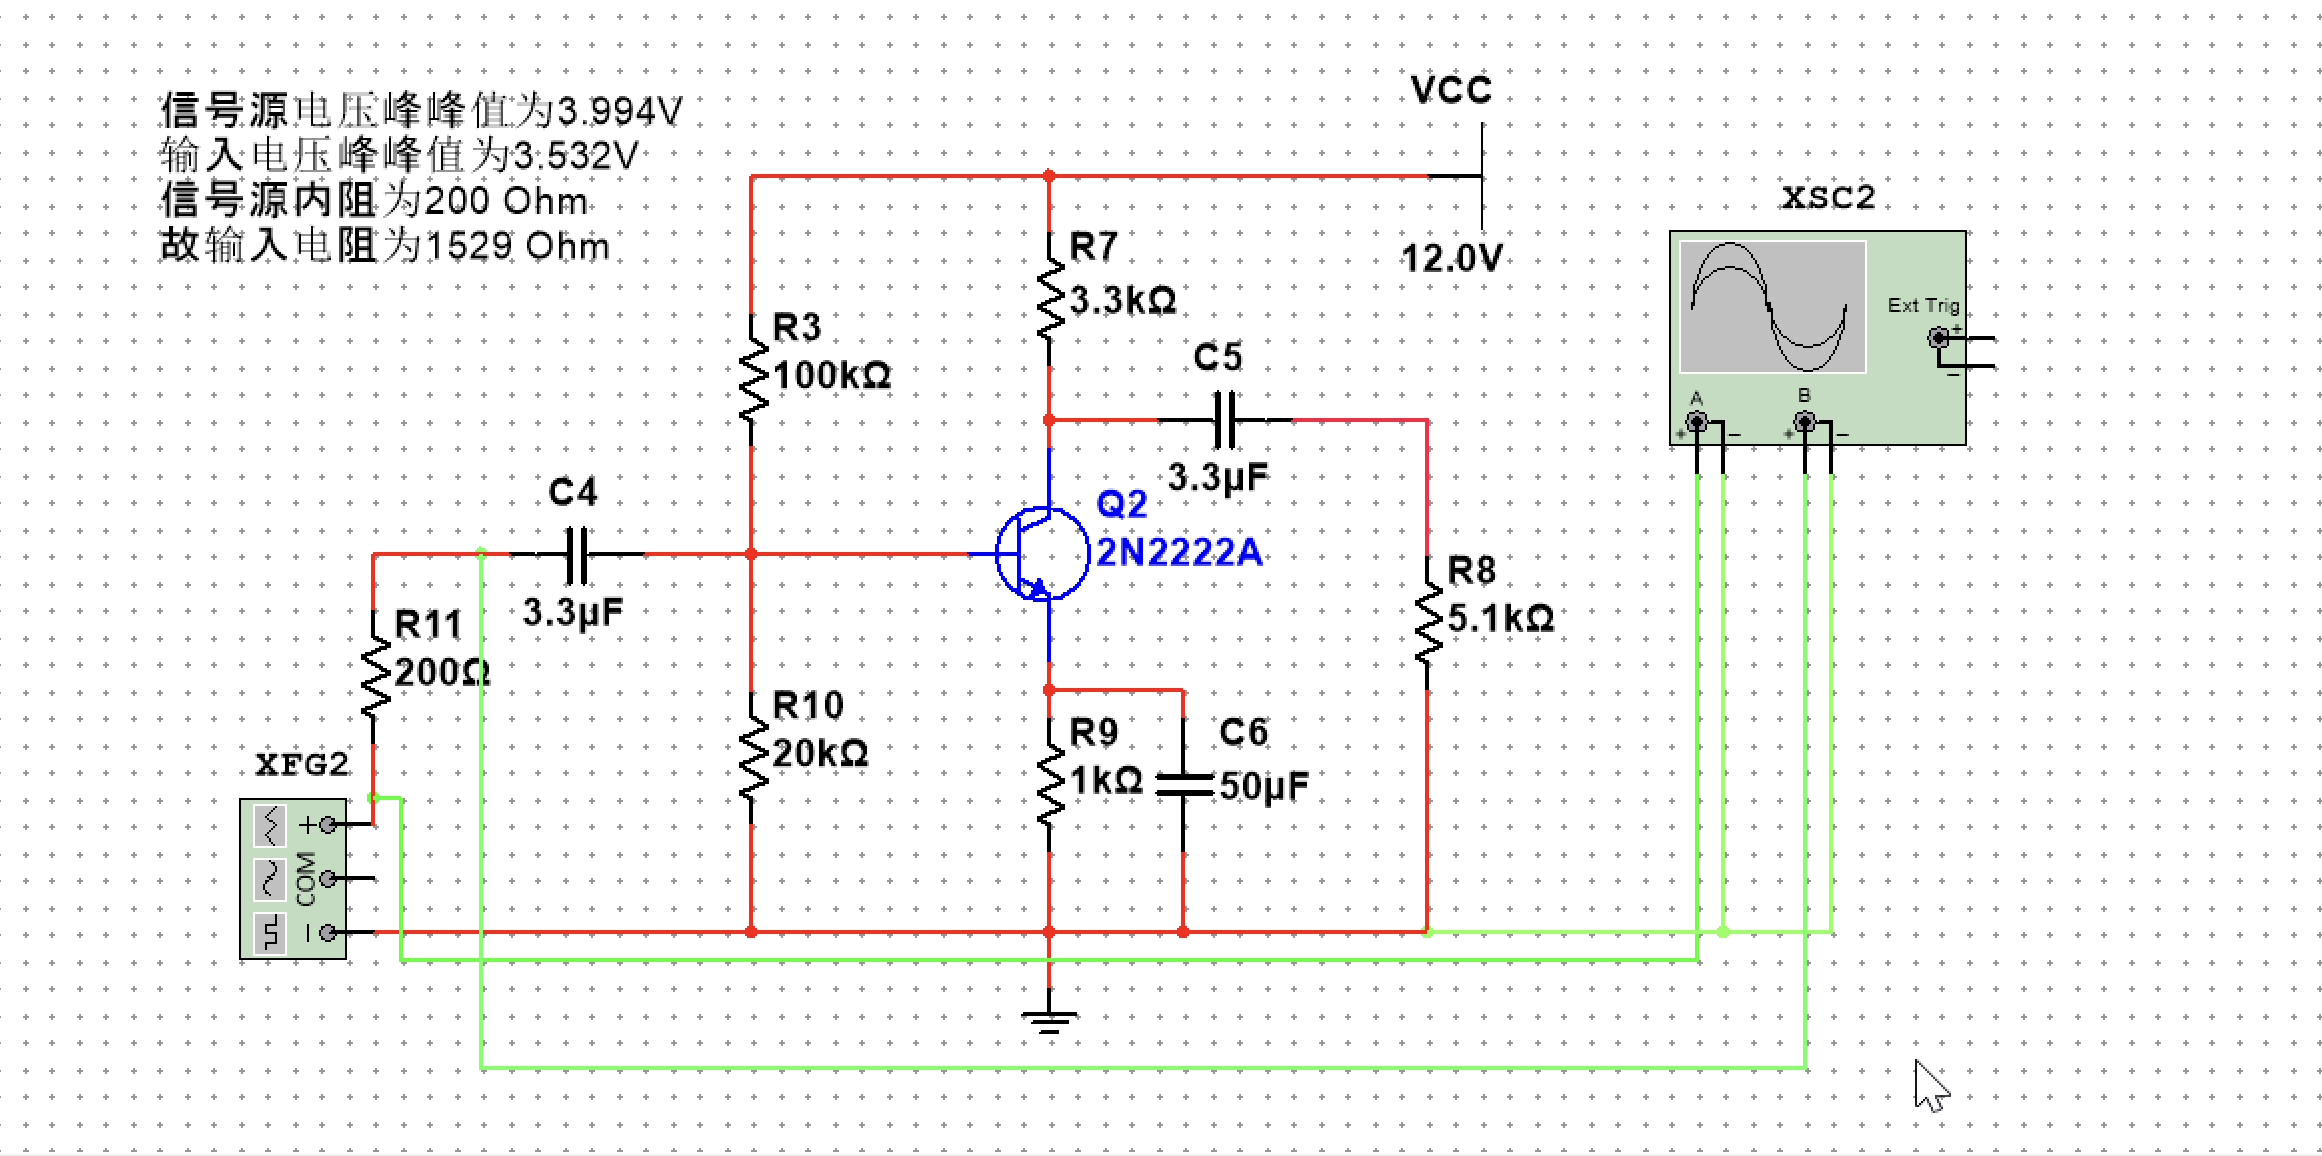 信号源电压峰峰值为3.994V
输入电压峰峰值为3.532V
信号源内阻为200 Ohm
故输入电阻为1529 Ohm
VCC
12.0V
XSC2
Ext Trig
+
−
A
B
+
−
+
−
R7
3.3kΩ
R3
100kΩ
C5
3.3µF
C4
3.3µF
Q2
2N2222A
R8
5.1kΩ
R11
200Ω
R10
20kΩ
R9
1kΩ
C6
50µF
XFG2
+
COM
−